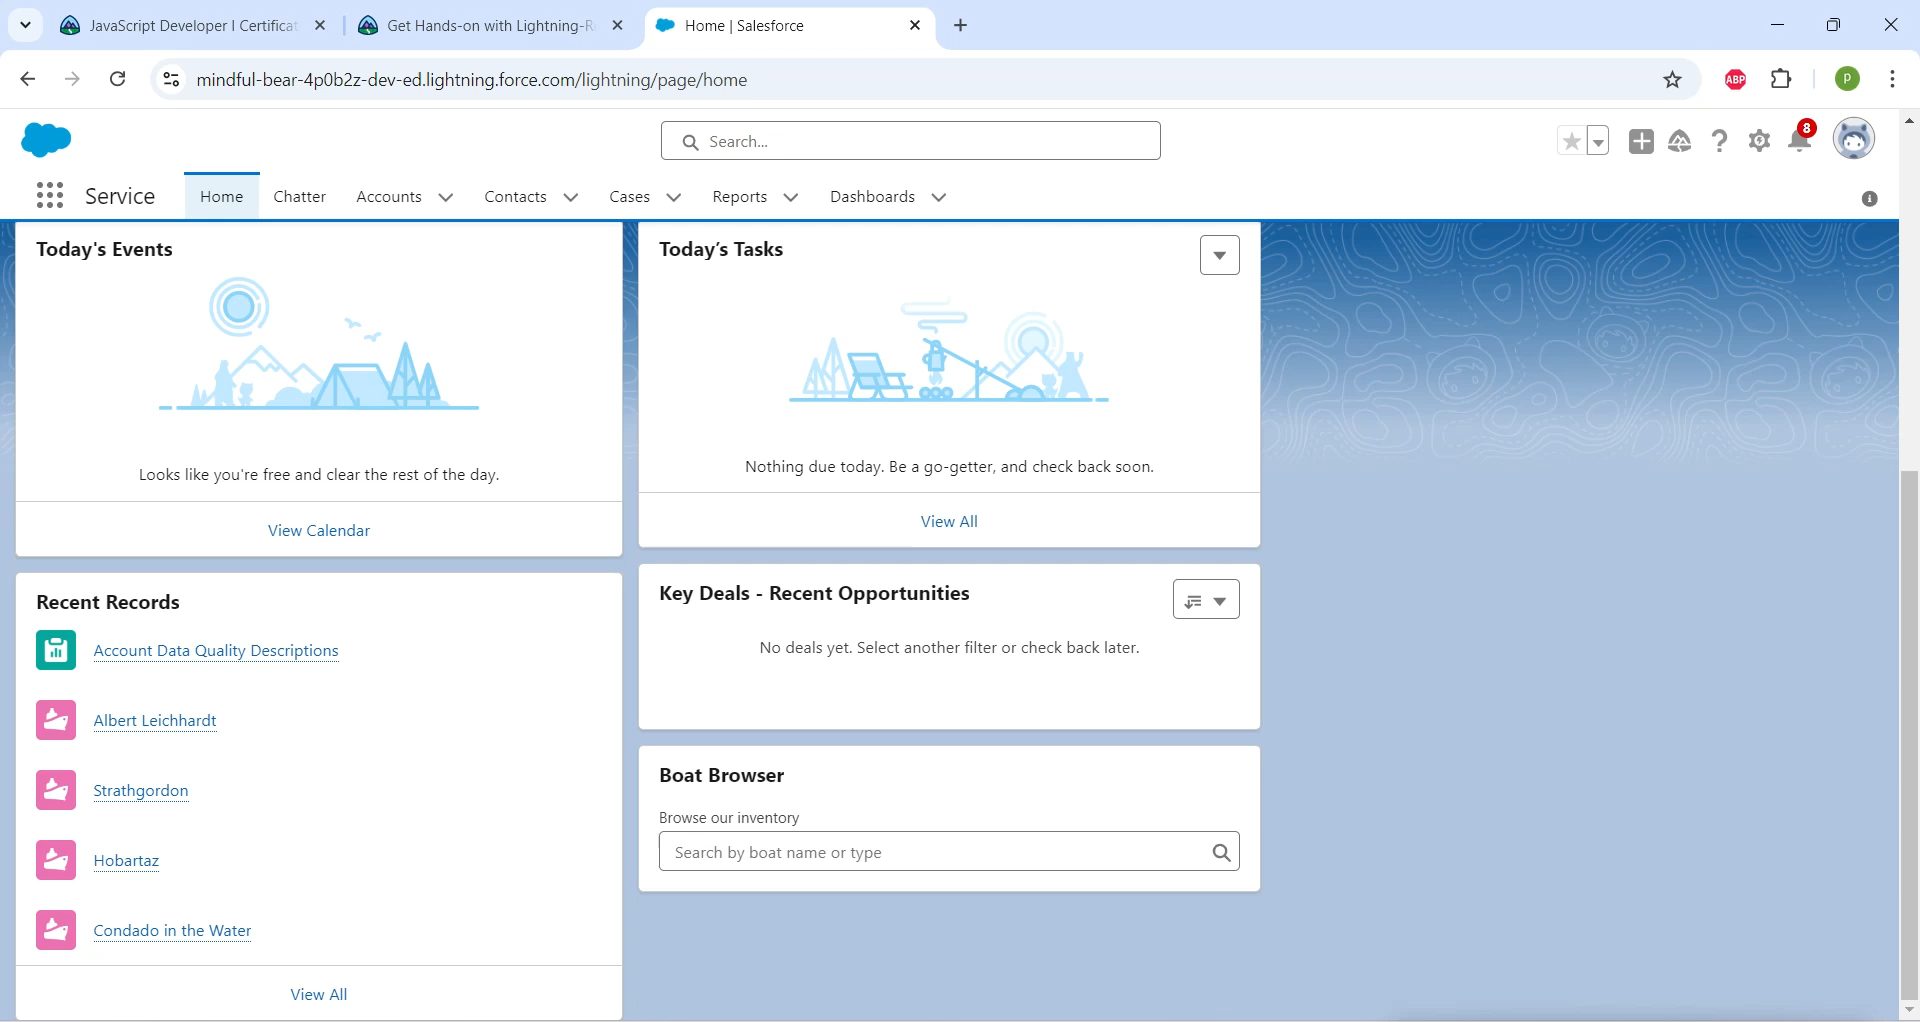 JavaScript Developer I Certificat
Get Hands-on with Lightning-R
Home | Salesforce
mindful-bear-4p0b2z-dev-ed.lightning.force.com/lightning/page/home
ABP
P
Search...
8
Service
Home
Chatter
Accounts
Contacts
Cases
Reports
Dashboards
Today's Events
Looks like you're free and clear the rest of the day.
View Calendar
Today's Tasks
Nothing due today. Be a go-getter, and check back soon.
View All
Recent Records
Account Data Quality Descriptions
Albert Leichhardt
Strathgordon
Hobartaz
Condado in the Water
View All
Key Deals - Recent Opportunities
No deals yet. Select another filter or check back later.
Boat Browser
Browse our inventory
Search by boat name or type